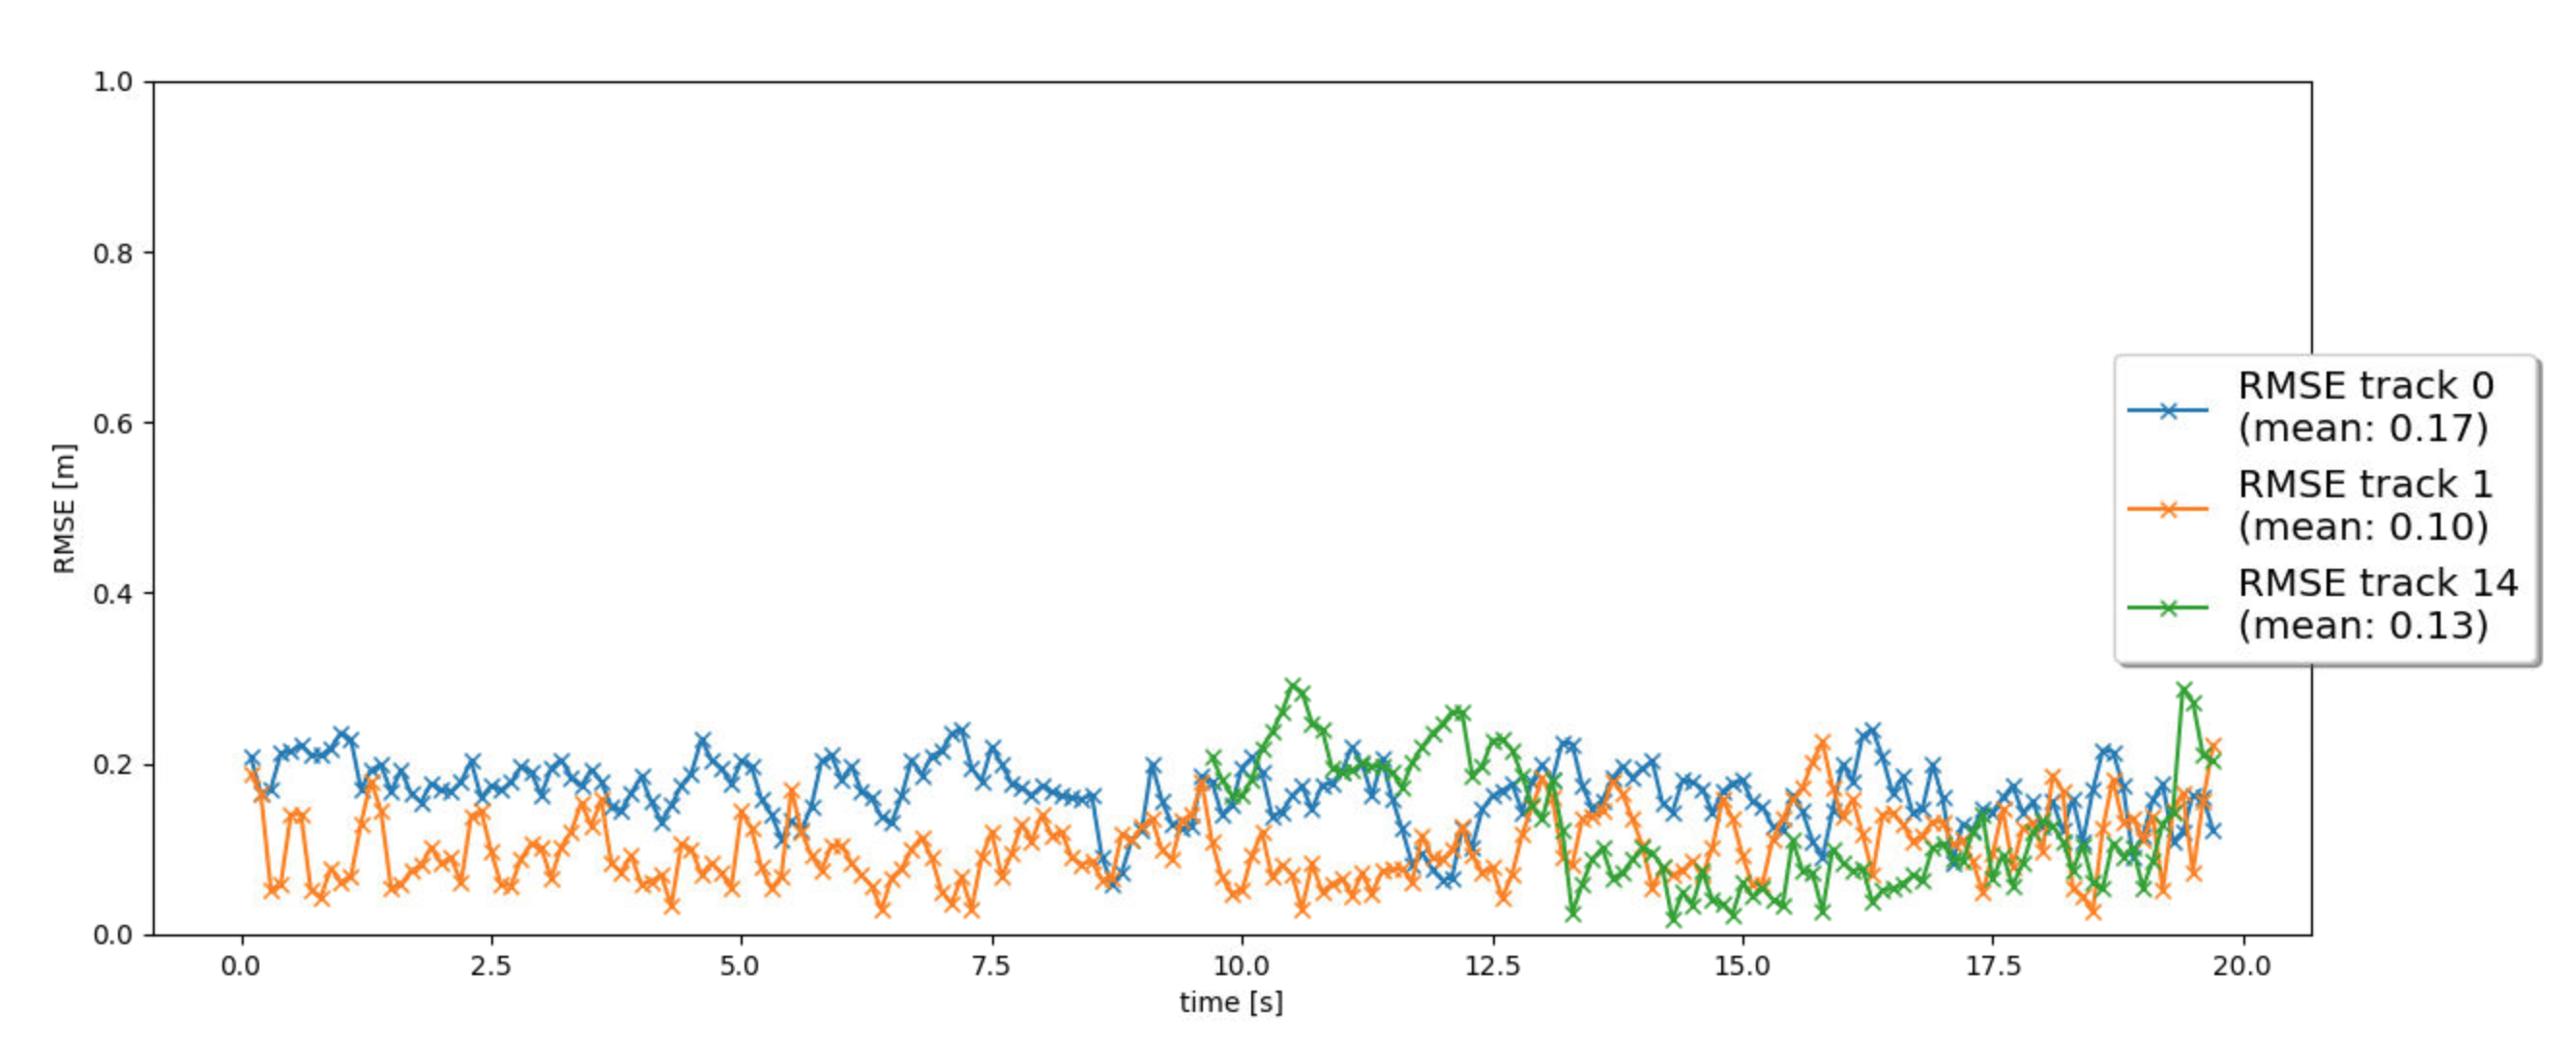 1.0
0.8
0.6
0.4
0.2
0.0
RMSE [m]
0.0 2.5 5.0 7.5 10.0 12.5 15.0 17.5 20.0
time [s]
RMSE track 0
(mean: 0.17)
RMSE track 1
(mean: 0.10)
RMSE track 14
(mean: 0.13)